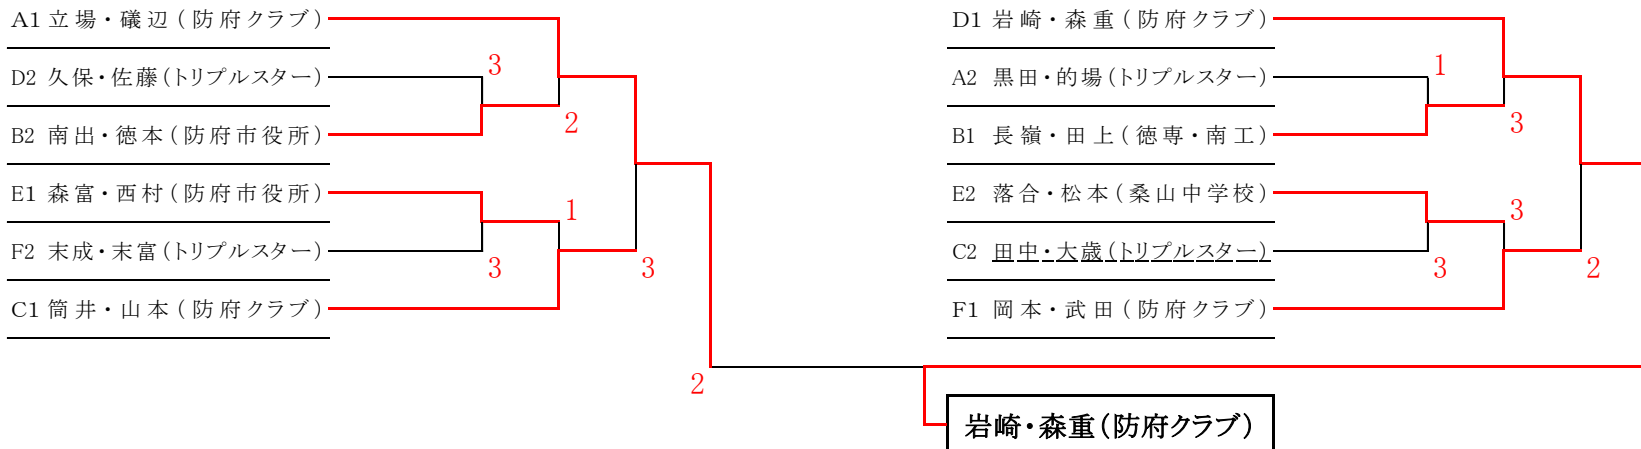 A1 立場・礒辺(防府クラブ)
D2 久保・佐藤(トリプルスター)
3
B2 南出・徳本(防府市役所)
2
E1 森富・西村(防府市役所)
1
F2 末成・末富(トリプルスター)
3
3
C1 筒井・山本(防府クラブ)
2
D1 岩崎・森重(防府クラブ)
A2 黒田・的場(トリプルスター)
1
B1 長嶺・田上(徳専・南工)
3
E2 落合・松本(桑山中学校)
3
C2 田中・大歳(トリプルスター)
3
2
F1 岡本・武田(防府クラブ)
岩崎・森重(防府クラブ)